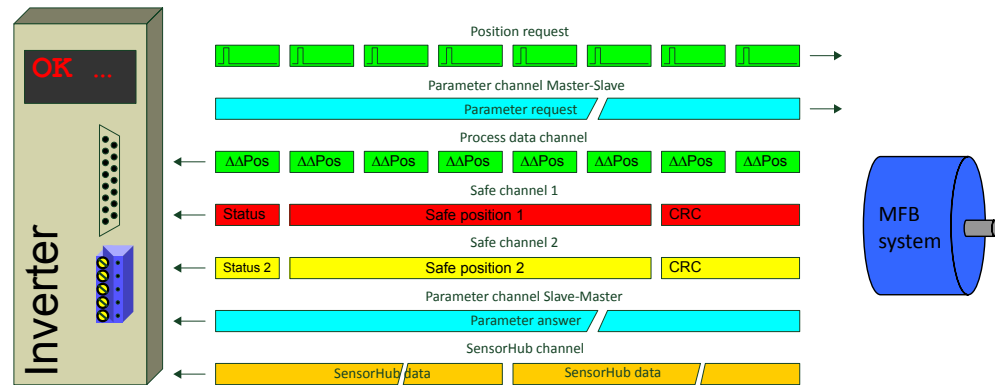 OK ...
Inverter
Position request
Parameter channel Master-Slave
Parameter request
Process data channel
ΔΔPos ΔΔPos ΔΔPos ΔΔPos ΔΔPos ΔΔPos ΔΔPos ΔΔPos
Safe channel 1
Status Safe position 1 CRC
Safe channel 2
Status 2 Safe position 2 CRC
Parameter channel Slave-Master
Parameter answer
SensorHub channel
SensorHub data SensorHub data
MFB
system